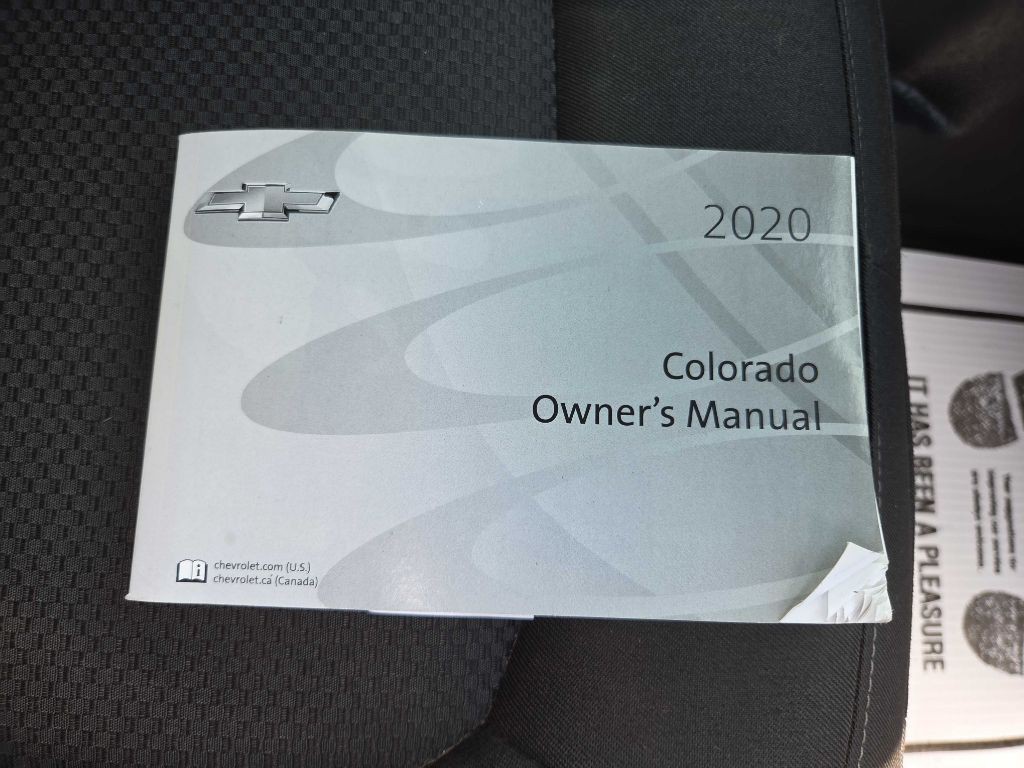 2020
Colorado
Owner's Manual
chevrolet.com (U.S.)
chevrolet.ca (Canada)
IT HAS BEEN A PLEASURE